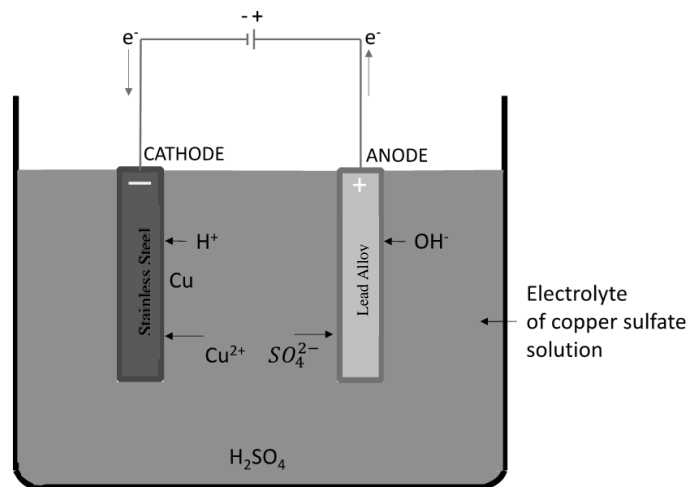 - +
e⁻
e⁻
CATHODE
ANODE
—
+
Stainless Steel
Lead Alloy
H⁺
OH⁻
Cu
Cu²⁺
SO₄²⁻
Electrolyte
of copper sulfate
solution
H₂SO₄